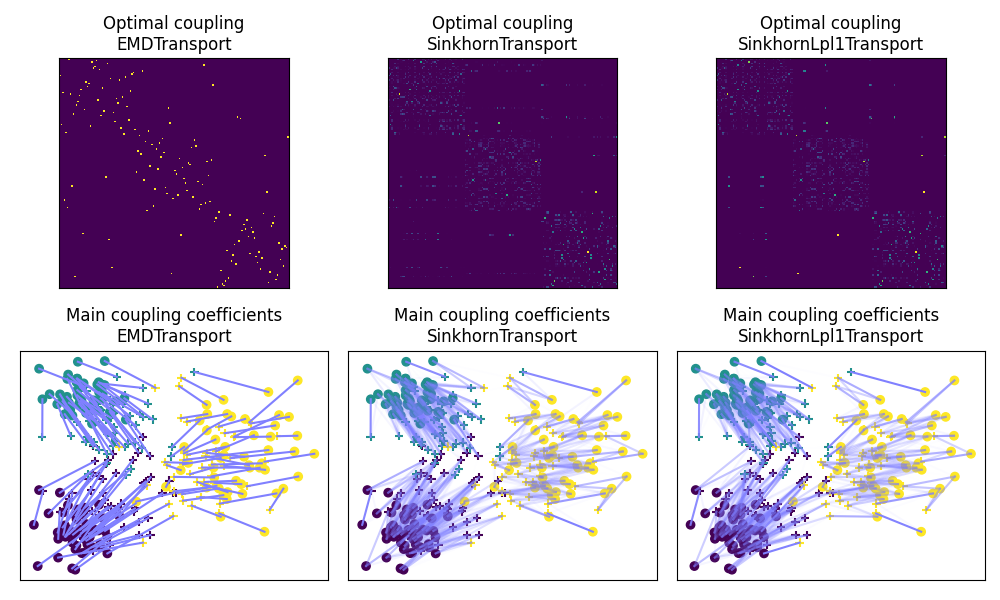 Optimal coupling
EMDTransport
Optimal coupling
SinkhornTransport
Optimal coupling
SinkhornLpl1Transport
Main coupling coefficients
EMDTransport
Main coupling coefficients
SinkhornTransport
Main coupling coefficients
SinkhornLpl1Transport